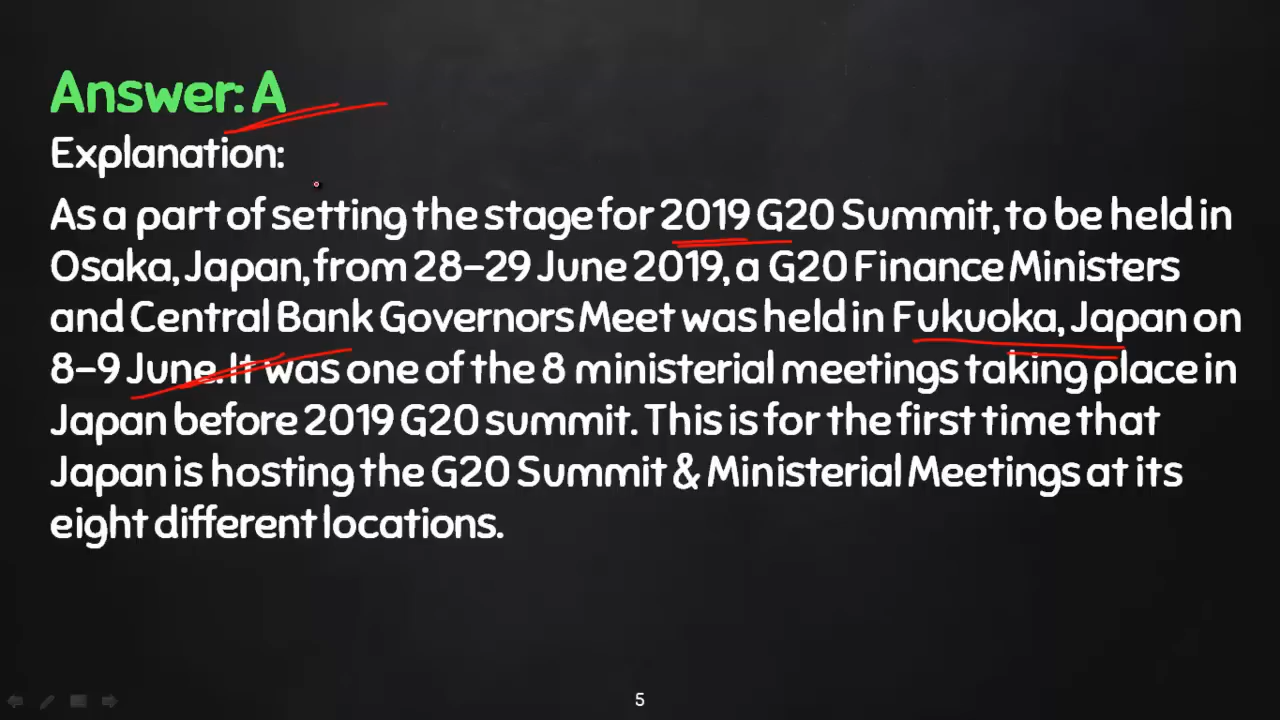 Answer: A
Explanation:
As a part of setting the stage for 2019 G20 Summit, to be held in
Osaka, Japan, from 28-29 June 2019, a G20 Finance Ministers
and Central Bank Governors Meet was held in Fukuoka, Japan on
8-9 June. It was one of the 8 ministerial meetings taking place in
Japan before 2019 G20 summit. This is for the first time that
Japan is hosting the G20 Summit & Ministerial Meetings at its
eight different locations.
5